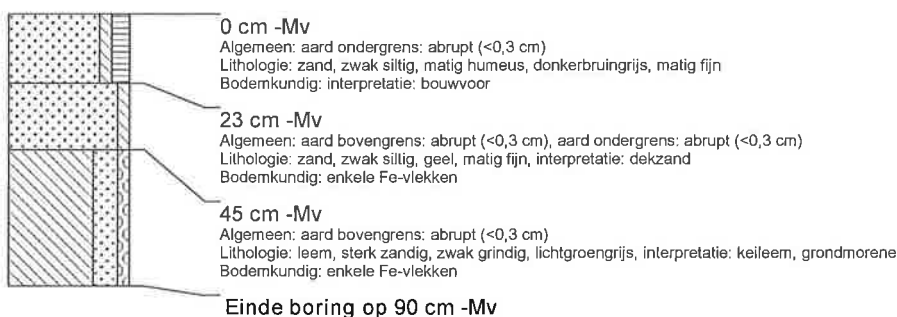 0 cm -Mv
Algemeen: aard ondergrens: abrupt (<0,3 cm)
Lithologie: zand, zwak siltig, matig humeus, donkerbruingrijs, matig fijn
Bodemkundig: interpretatie: bouwvoor
23 cm -Mv
Algemeen: aard bovengrens: abrupt (<0,3 cm), aard ondergrens: abrupt (<0,3 cm)
Lithologie: zand, zwak siltig, geel, matig fijn, interpretatie: dekzand
Bodemkundig: enkele Fe-vlekken
45 cm -Mv
Algemeen: aard bovengrens: abrupt (<0,3 cm)
Lithologie: leem, sterk zandig, zwak grindig, lichtgroengrijs, interpretatie: keileem, grondmorene
Bodemkundig: enkele Fe-vlekken
Einde boring op 90 cm -Mv